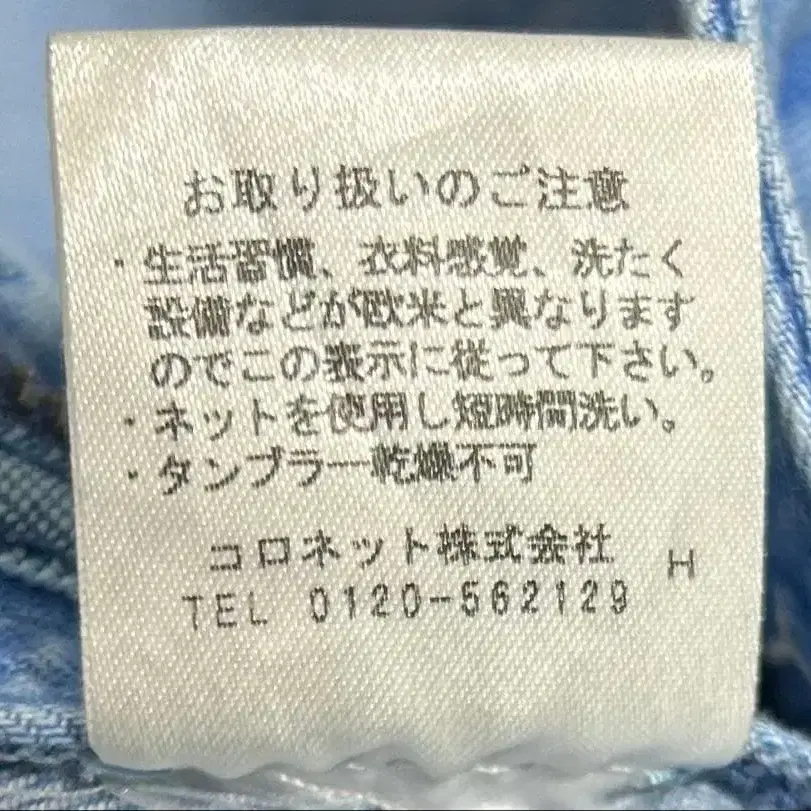 お取り扱いのご注意
・生活習慣、衣料感覚、洗たく
設備などが欧米と異なります
のでこの表示に従って下さい。
・ネットを使用し短時間洗い。
・タンブラー乾燥不可
コロネット株式会社
H
TEL 0120-562129